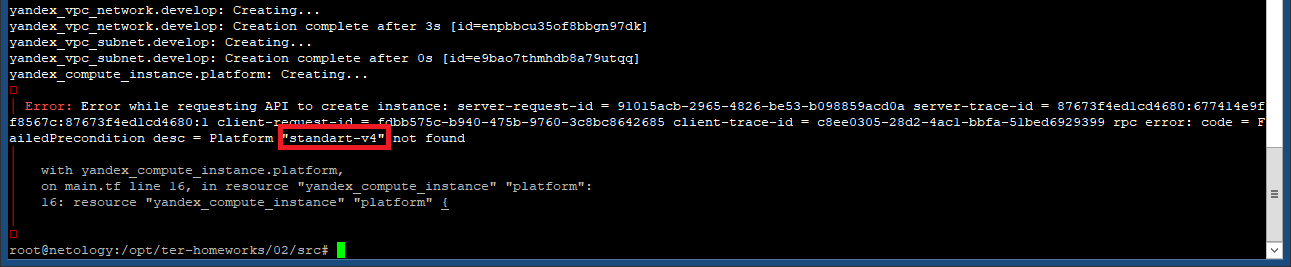 yandex_vpc_network.develop: Creating...
yandex_vpc_network.develop: Creation complete after 3s [id=enpbbcu35of8bbgn97dk]
yandex_vpc_subnet.develop: Creating...
yandex_vpc_subnet.develop: Creation complete after 0s [id=e9bao7thmhdb8a79utqq]
yandex_compute_instance.platform: Creating...
Error: Error while requesting API to create instance: server-request-id = 91015acb-2965-4826-be53-b098859acd0a server-trace-id = 87673f4ed1cd4680:677414e9f
f8567c:87673f4ed1cd4680:1 client-request-id = fdbb575c-b940-475b-9760-3c8bc8642685 client-trace-id = c8ee0305-28d2-4ac1-bbfa-51bed6929399 rpc error: code = F
ailedPrecondition desc = Platform "standart-v4" not found
with yandex_compute_instance.platform,
on main.tf line 16, in resource "yandex_compute_instance" "platform":
16: resource "yandex_compute_instance" "platform" {
root@netology:/opt/ter-homeworks/02/src#